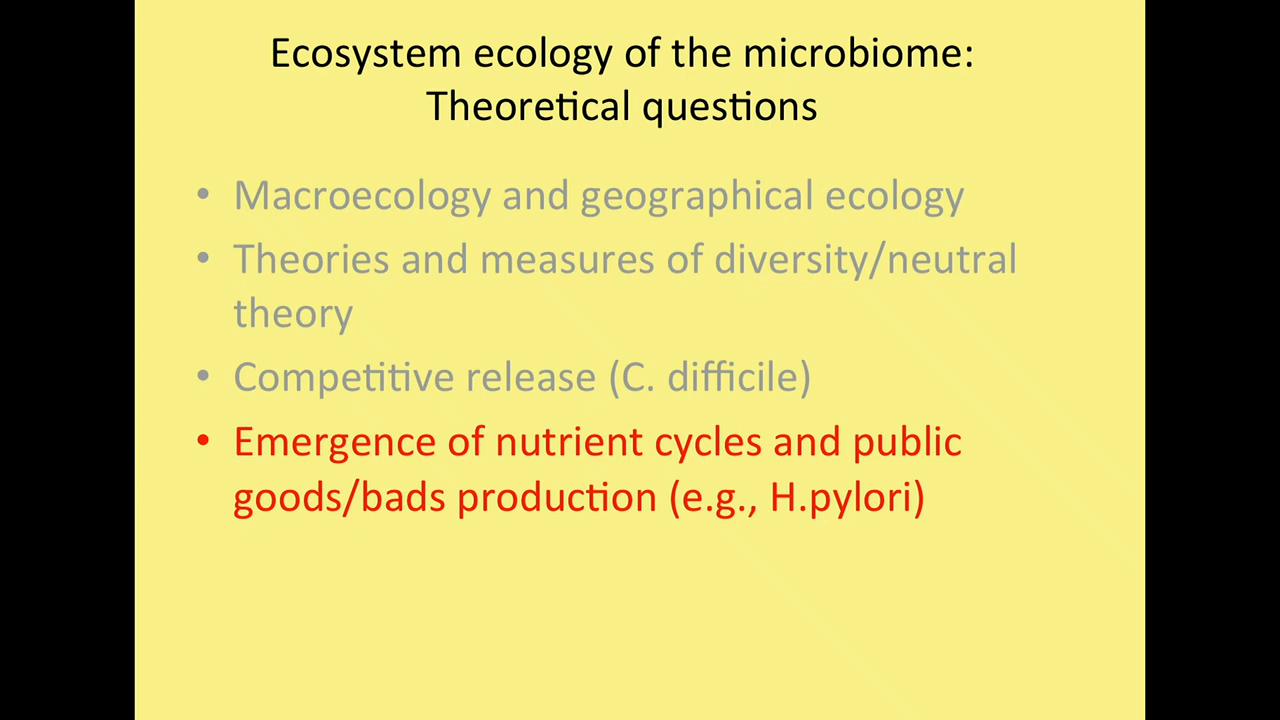 Ecosystem ecology of the microbiome:
Theoretical questions
• Macroecology and geographical ecology
• Theories and measures of diversity/neutral
theory
• Competitive release (C. difficile)
• Emergence of nutrient cycles and public
goods/bads production (e.g., H.pylori)